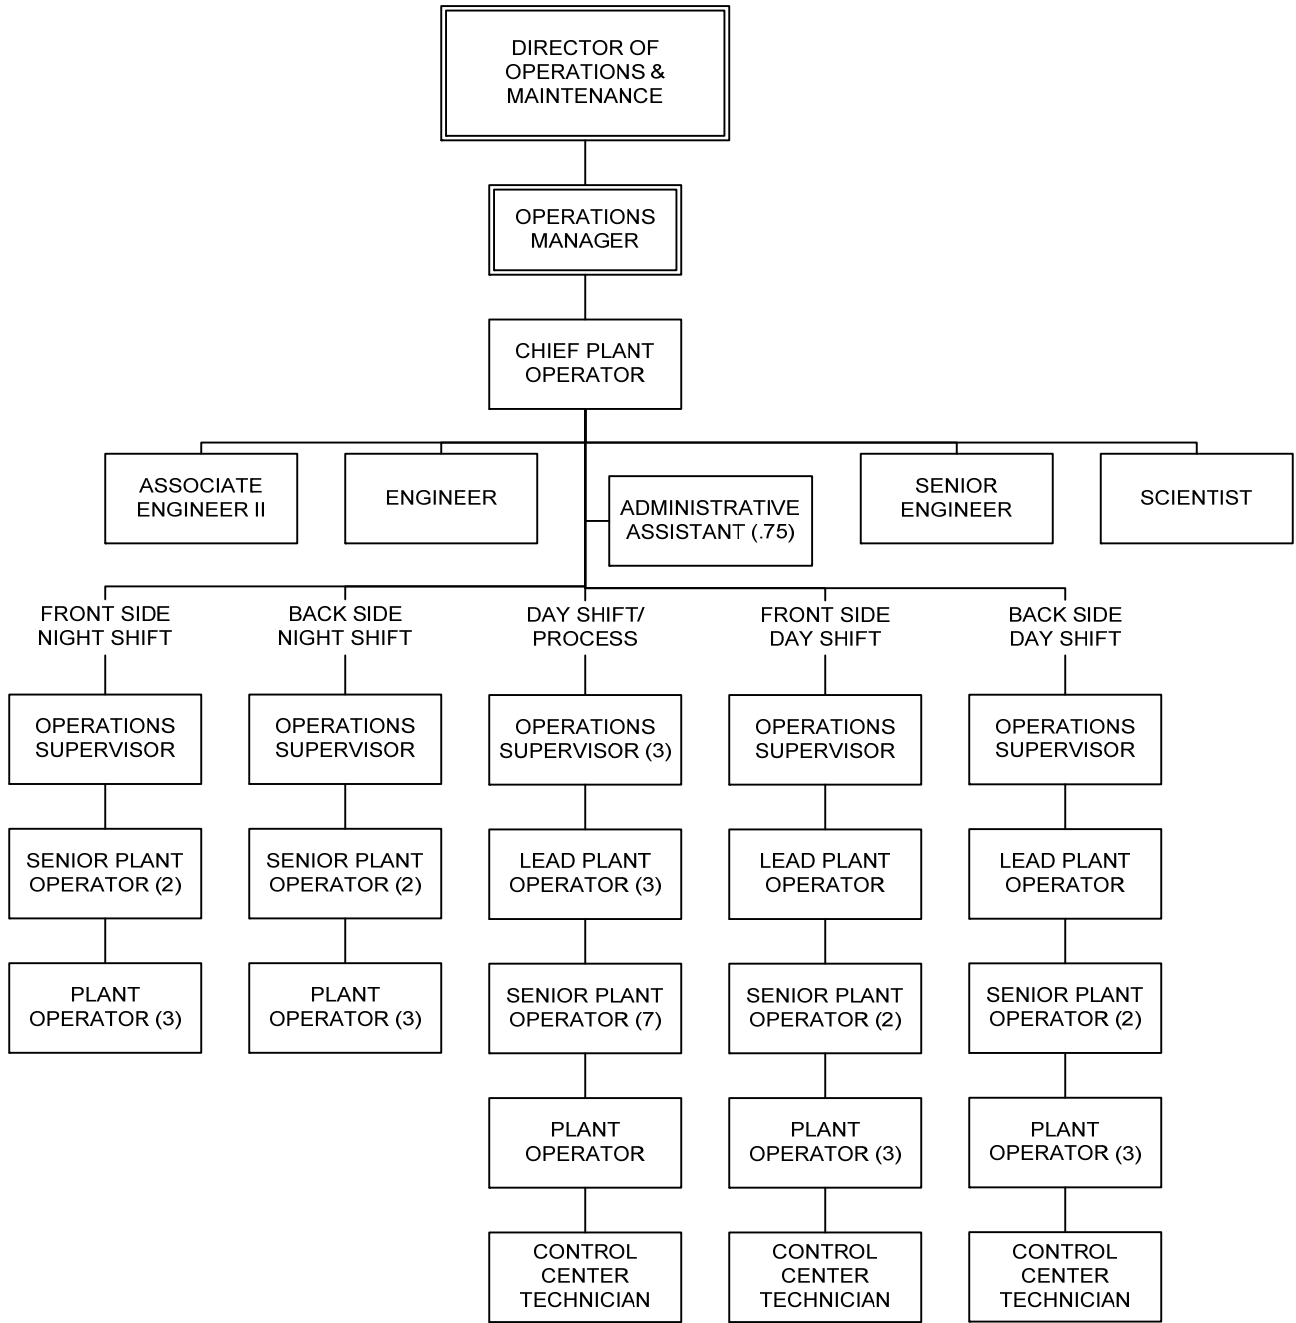 DIRECTOR OF
OPERATIONS &
MAINTENANCE
OPERATIONS
MANAGER
CHIEF PLANT
OPERATOR
ASSOCIATE
ENGINEER II
ENGINEER
ADMINISTRATIVE
ASSISTANT (.75)
SENIOR
ENGINEER
SCIENTIST
FRONT SIDE
NIGHT SHIFT
OPERATIONS
SUPERVISOR
SENIOR PLANT
OPERATOR (2)
PLANT
OPERATOR (3)
BACK SIDE
NIGHT SHIFT
OPERATIONS
SUPERVISOR
SENIOR PLANT
OPERATOR (2)
PLANT
OPERATOR (3)
DAY SHIFT/
PROCESS
OPERATIONS
SUPERVISOR (3)
LEAD PLANT
OPERATOR (3)
SENIOR PLANT
OPERATOR (7)
PLANT
OPERATOR
CONTROL
CENTER
TECHNICIAN
FRONT SIDE
DAY SHIFT
OPERATIONS
SUPERVISOR
LEAD PLANT
OPERATOR
SENIOR PLANT
OPERATOR (2)
PLANT
OPERATOR (3)
CONTROL
CENTER
TECHNICIAN
BACK SIDE
DAY SHIFT
OPERATIONS
SUPERVISOR
LEAD PLANT
OPERATOR
SENIOR PLANT
OPERATOR (2)
PLANT
OPERATOR (3)
CONTROL
CENTER
TECHNICIAN